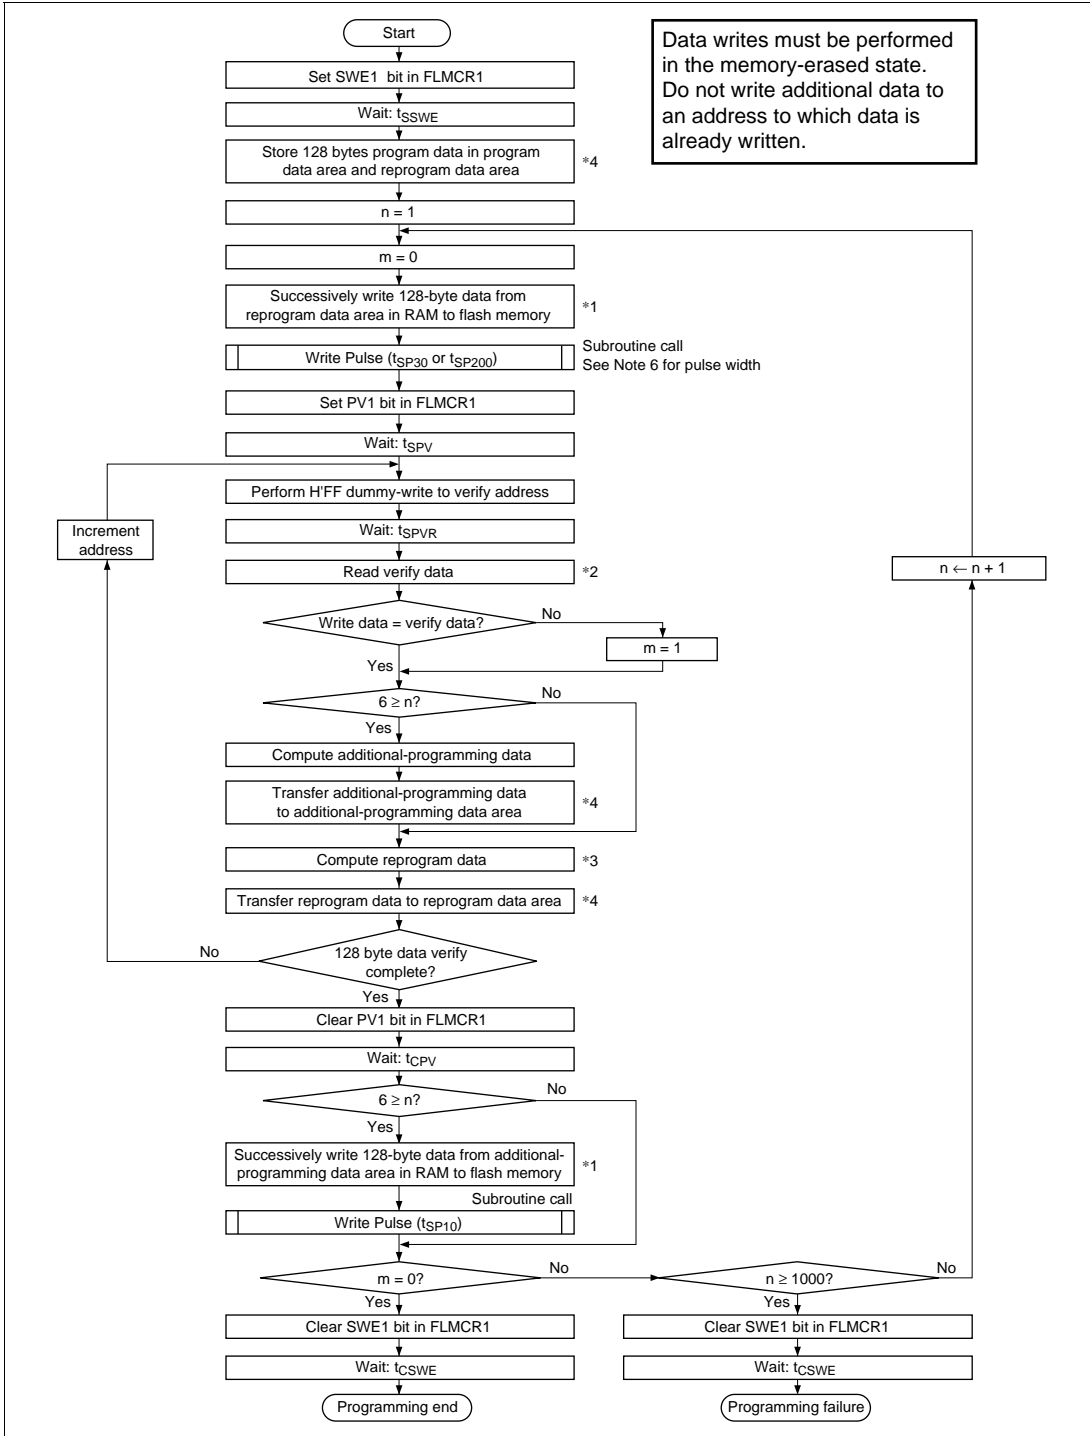 Start
Data writes must be performed
in the memory-erased state.
Do not write additional data to
an address to which data is
already written.
Set SWE1 bit in FLMCR1
Wait: tSSWE
Store 128 bytes program data in program
data area and reprogram data area
*4
n = 1
m = 0
Successively write 128-byte data from
reprogram data area in RAM to flash memory
*1
Write Pulse (tSP30 or tSP200)
Subroutine call
See Note 6 for pulse width
Set PV1 bit in FLMCR1
Wait: tSPV
Perform H'FF dummy-write to verify address
Increment
address
Wait: tSPVR
Read verify data
*2
n ← n + 1
Write data = verify data?
No
m = 1
Yes
6 ≥ n?
No
Yes
Compute additional-programming data
Transfer additional-programming data
to additional-programming data area
*4
Compute reprogram data
*3
Transfer reprogram data to reprogram data area
*4
No
128 byte data verify
complete?
Yes
Clear PV1 bit in FLMCR1
Wait: tCPV
6 ≥ n?
No
Yes
Successively write 128-byte data from additional-
programming data area in RAM to flash memory
*1
Subroutine call
Write Pulse (tSP10)
m = 0?
No
n ≥ 1000?
No
Yes
Yes
Clear SWE1 bit in FLMCR1
Clear SWE1 bit in FLMCR1
Wait: tCSWE
Wait: tCSWE
Programming end
Programming failure